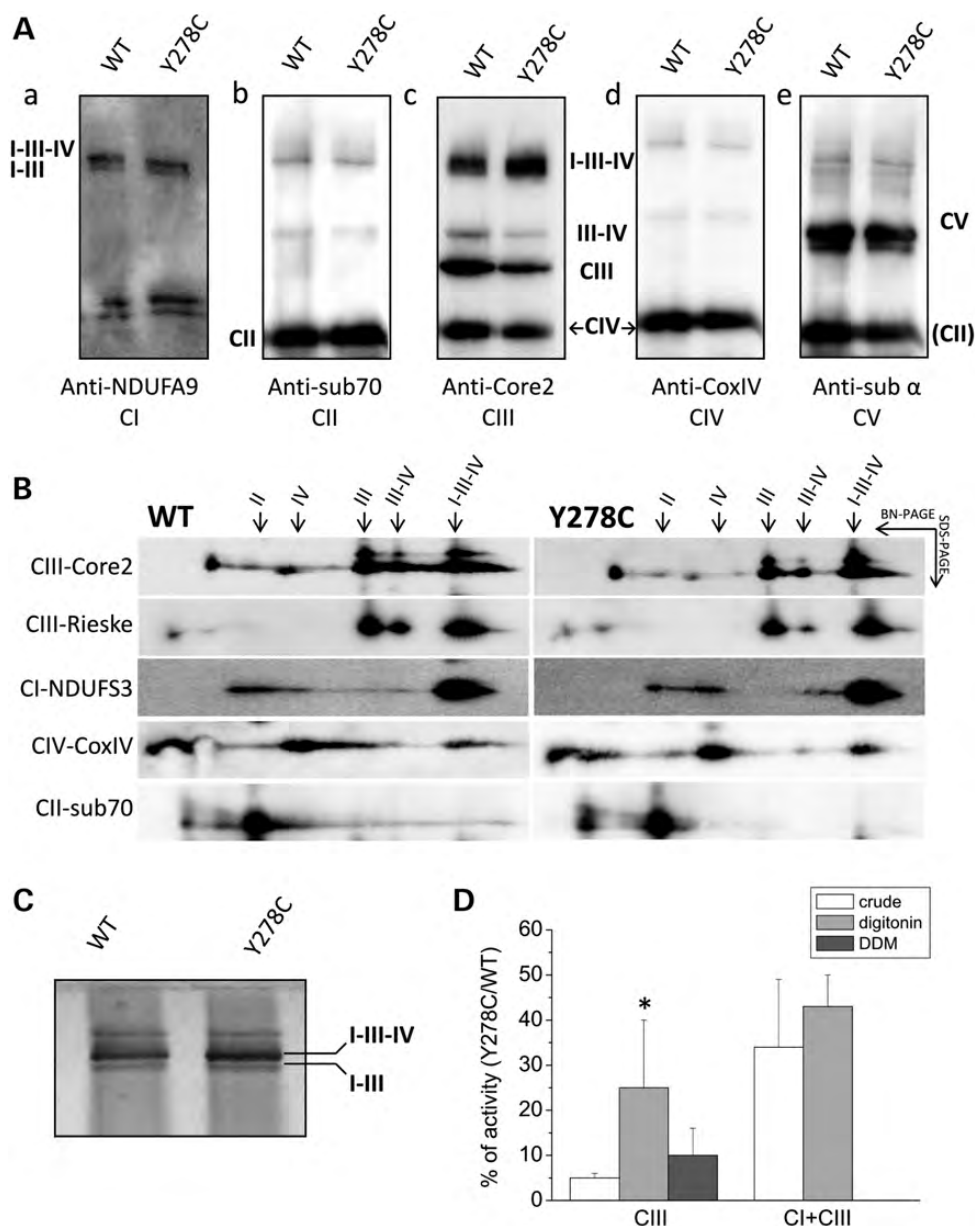 A
WT
Y278C
WT
Y278C
WT
Y278C
WT
Y278C
WT
Y278C
a
b
c
d
e
I-III-IV
I-III
I-III-IV
III-IV
CIII
CV
CII
←CIV→
(CII)
Anti-NDUFA9
CI
Anti-sub70
CII
Anti-Core2
CIII
Anti-CoxIV
CIV
Anti-sub α
CV
B
WT
II
IV
III
III-IV
I-III-IV
Y278C
II
IV
III
III-IV
I-III-IV
BN-PAGE
SDS-PAGE
CIII-Core2
CIII-Rieske
CI-NDUFS3
CIV-CoxIV
CII-sub70
C
WT
Y278C
I-III-IV
I-III
D
crude
digitonin
DDM
% of activity (Y278C/WT)
60
50
40
30
20
10
0
*
CIII
CI+CIII